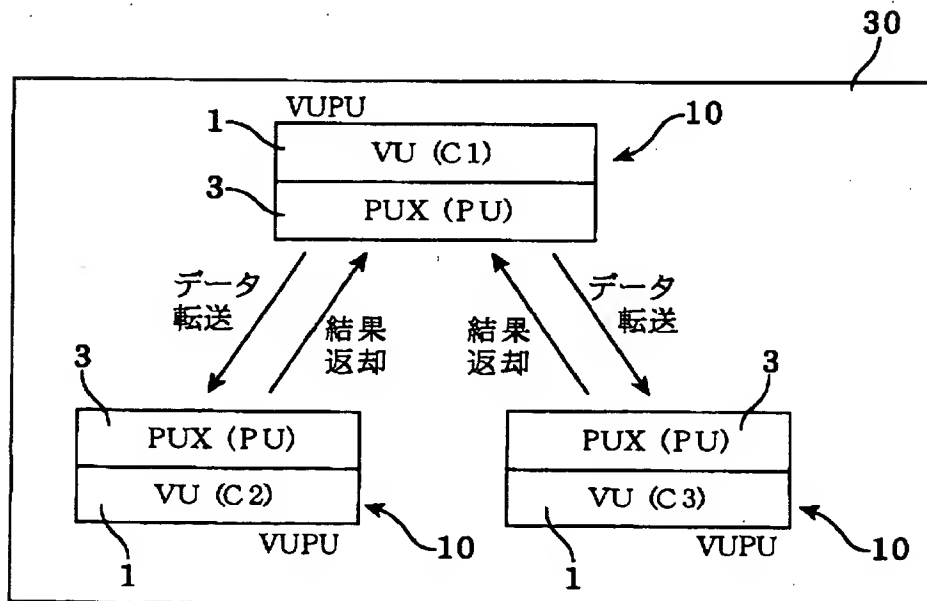 30
VUPU
1
VU (C1)
10
3
PUX (PU)
データ
転送
結果
返却
結果
返却
データ
転送
3
PUX (PU)
VU (C2)
1
VUPU
10
3
PUX (PU)
VU (C3)
1
VUPU
10